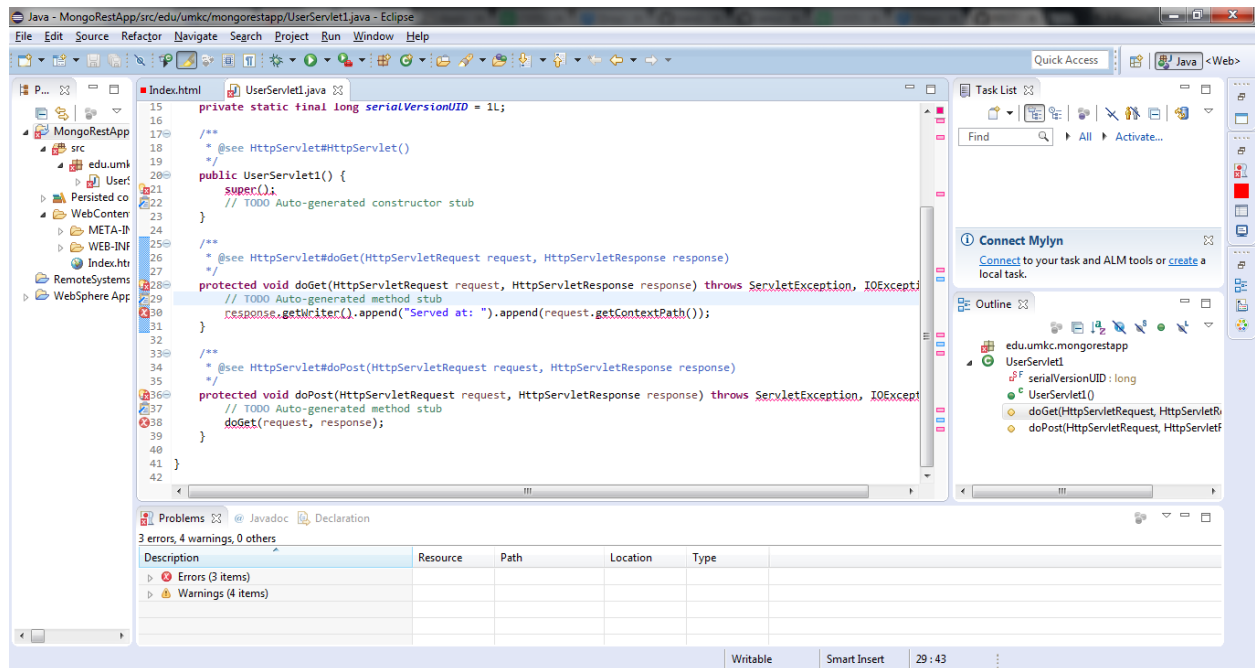 Java - MongoRestApp/src/edu/umkc/mongorestapp/UserServlet1.java - Eclipse
File Edit Source Refactor Navigate Search Project Run Window Help
Quick Access Java <Web>
P...
MongoRestApp
src
edu.umk
UserS
Persisted co
WebConten
META-IN
WEB-INF
Index.htr
RemoteSystems
WebSphere App
Index.html UserServlet1.java
15 private static final long serialVersionUID = 1L;
16
17 /**
18 * @see HttpServlet#HttpServlet()
19 */
20 public UserServlet1() {
21 super();
22 // TODO Auto-generated constructor stub
23 }
24
25 /**
26 * @see HttpServlet#doGet(HttpServletRequest request, HttpServletResponse response)
27 */
28 protected void doGet(HttpServletRequest request, HttpServletResponse response) throws ServletException, IOExcepti
29 // TODO Auto-generated method stub
30 response.getWriter().append("Served at: ").append(request.getContextPath());
31 }
32
33 /**
34 * @see HttpServlet#doPost(HttpServletRequest request, HttpServletResponse response)
35 */
36 protected void doPost(HttpServletRequest request, HttpServletResponse response) throws ServletException, IOExcept
37 // TODO Auto-generated method stub
38 doGet(request, response);
39 }
40
41 }
42
Task List
Find All Activate...
Connect Mylyn
Connect to your task and ALM tools or create a
local task.
Outline
edu.umkc.mongorestapp
UserServlet1
serialVersionUID : long
UserServlet1()
doGet(HttpServletRequest, HttpServletR
doPost(HttpServletRequest, HttpServletF
Problems Javadoc Declaration
3 errors, 4 warnings, 0 others
Description Resource Path Location Type
Errors (3 items)
Warnings (4 items)
Writable Smart Insert 29 : 43